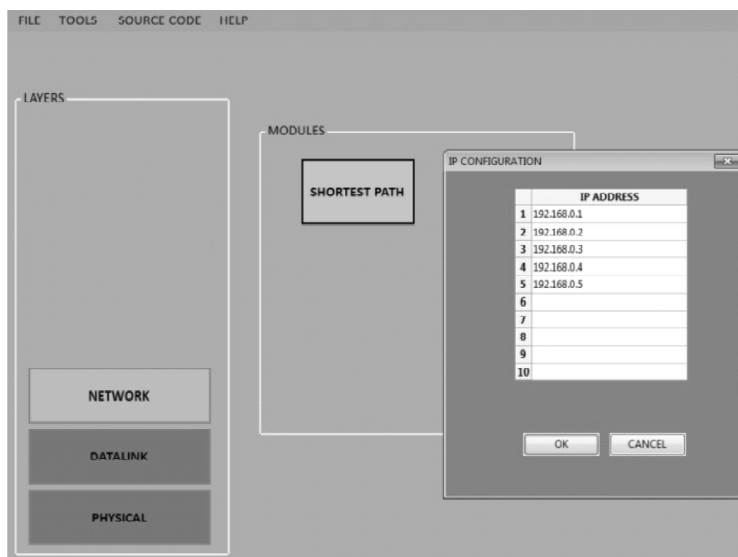 FILE TOOLS SOURCE CODE HELP
LAYERS
MODULES
SHORTEST PATH
NETWORK
DATALINK
PHYSICAL
IP CONFIGURATION
IP ADDRESS
1 192.168.0.1
2 192.168.0.2
3 192.168.0.3
4 192.168.0.4
5 192.168.0.5
6
7
8
9
10
OK CANCEL